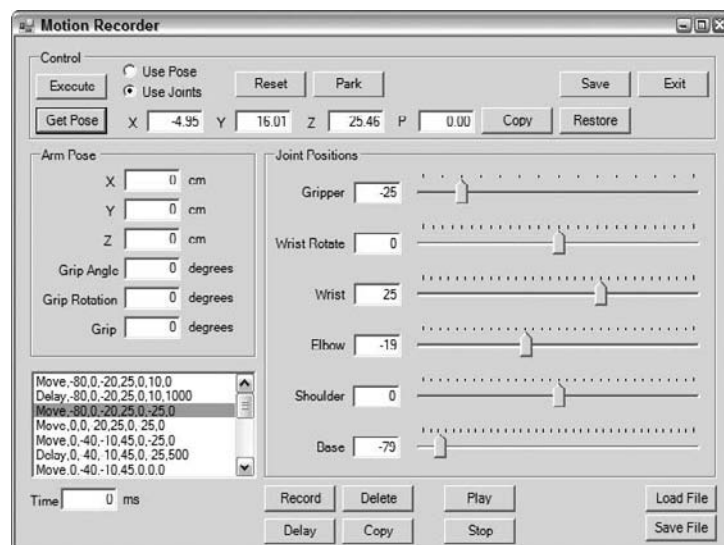 Motion Recorder
Control
Execute
Use Pose
Use Joints
Reset
Park
Save
Exit
Get Pose X -4.95 Y 16.01 Z 25.46 P 0.00 Copy Restore
Arm Pose
X 0 cm
Y 0 cm
Z 0 cm
Grip Angle 0 degrees
Grip Rotation 0 degrees
Grip 0 degrees
Joint Positions
Gripper -25
Wrist Rotate 0
Wrist 25
Elbow -19
Shoulder 0
Base -79
Move,-80,0,-20,25,0,10,0
Delay,-80,0,-20,25,0,10,1000
Move,-80,0,-20,25,0,-25,0
Move,0,0, 20,25,0, 25,0
Move,0,-40,-10,45,0,-25,0
Delay,0, 40, 10,45,0, 25,500
Move,0,-40,-10,45,0,0,0
Time 0 ms
Record Delete Play Load File
Delay Copy Stop Save File